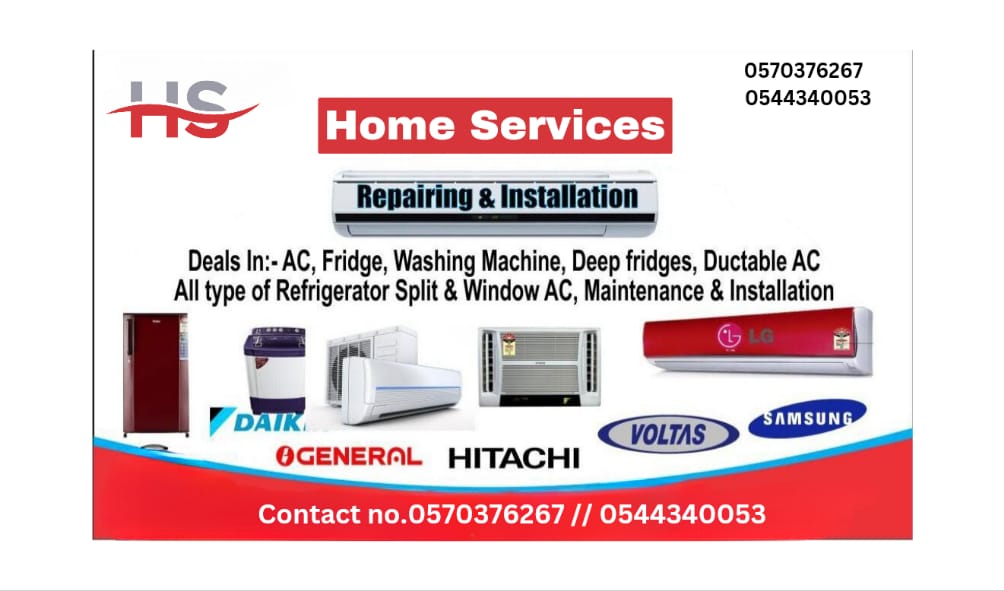 HS
0570376267
0544340053
Home Services
Repairing & Installation
Deals In:- AC, Fridge, Washing Machine, Deep fridges, Ductable AC
All type of Refrigerator Split & Window AC, Maintenance & Installation
LG
DAIK
VOLTAS
SAMSUNG
GENERAL
HITACHI
Contact no.0570376267 // 0544340053